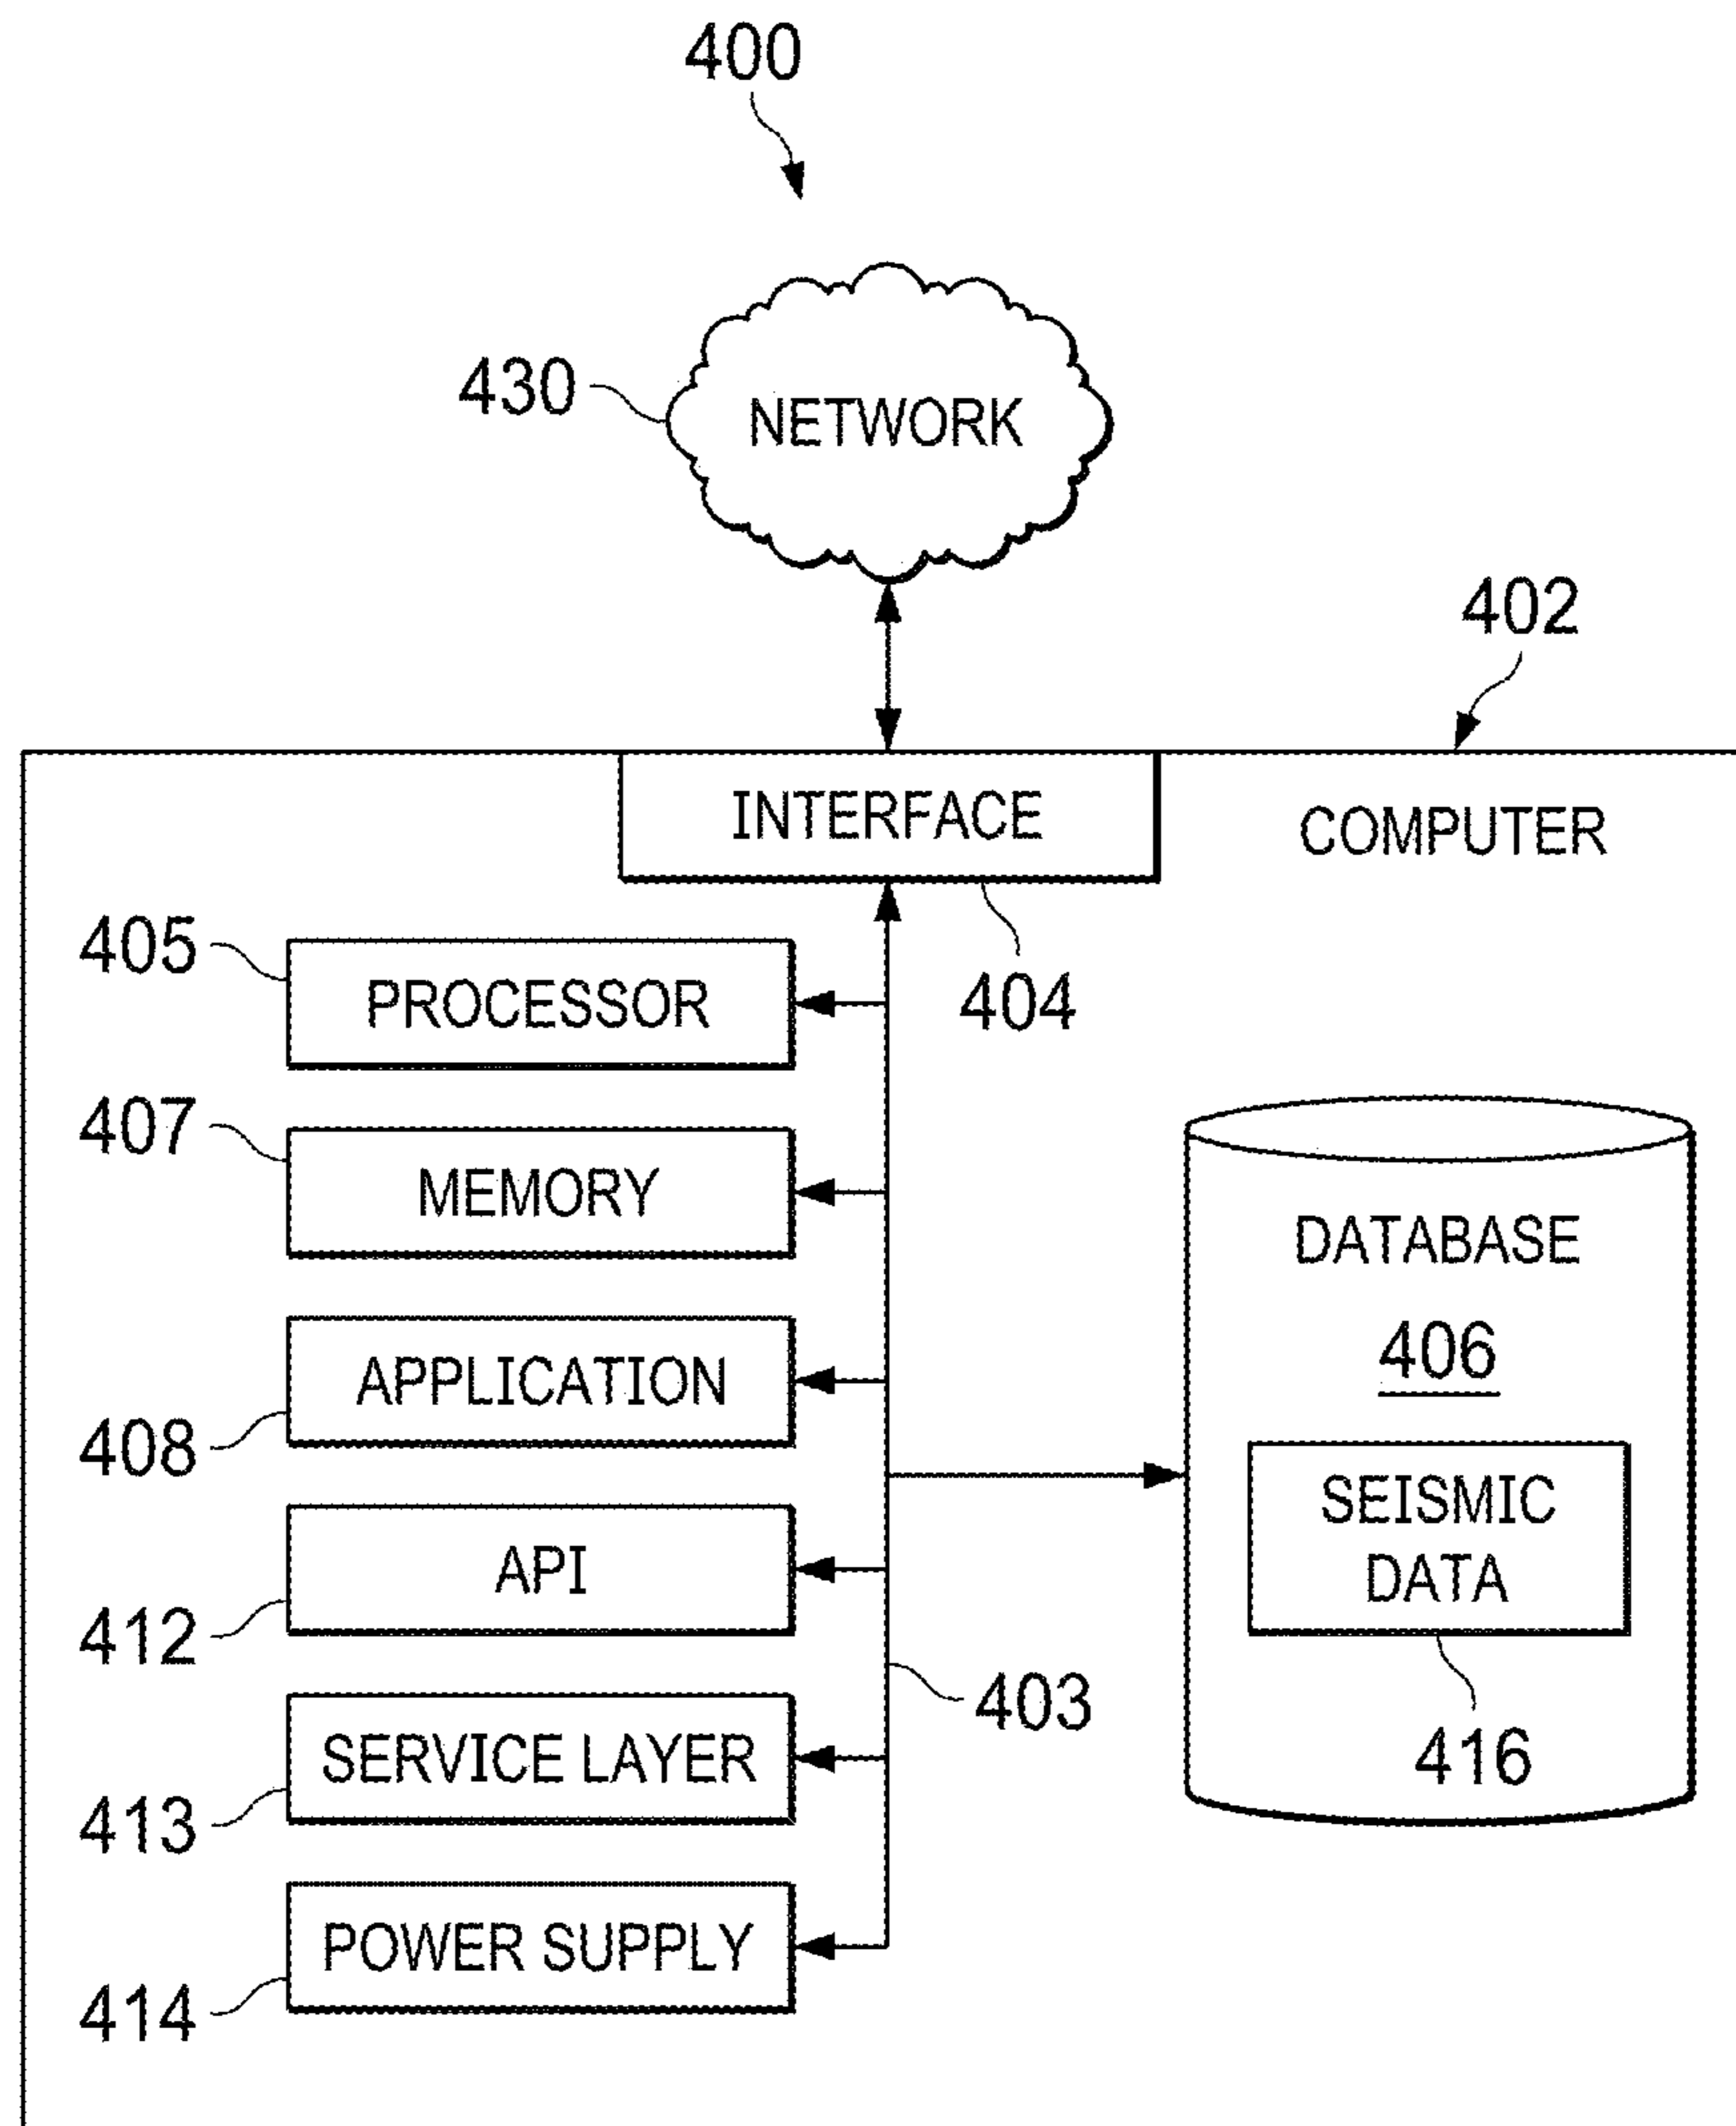 400
430
NETWORK
402
INTERFACE
COMPUTER
405
PROCESSOR
404
407
MEMORY
DATABASE
406
APPLICATION
408
SEISMIC
DATA
API
412
403
SERVICE LAYER
416
413
POWER SUPPLY
414